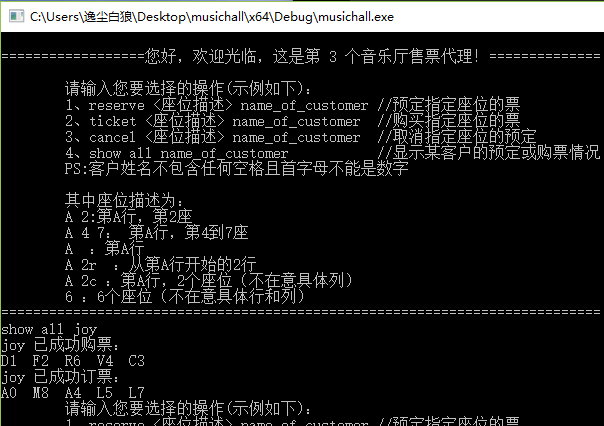 C:\Users\逸尘白狼\Desktop\musichall\x64\Debug\musichall.exe
==================您好，欢迎光临，这是第 3 个音乐厅售票代理！==============
请输入您要选择的操作(示例如下):
1、reserve <座位描述> name_of_customer //预定指定座位的票
2、ticket <座位描述> name_of_customer  //购买指定座位的票
3、cancel <座位描述> name_of_customer  //取消指定座位的预定
4、show all name_of_customer           //显示某客户的预定或购票情况
PS:客户姓名不包含任何空格且首字母不能是数字
其中座位描述为:
A 2:第A行，第2座
A 4 7： 第A行，第4到7座
A  ：第A行
A 2r  ：从第A行开始的2行
A 2c：第A行，2个座位（不在意具体列）
6 ：6个座位（不在意具体行和列）
===========================================================================
show all joy
joy 已成功购票:
D1  F2  R6  V4  C3
joy 已成功订票:
A0  M8  A4  L5  L7
请输入您要选择的操作(示例如下):
1、reserve <座位描述> name_of_customer //预定指定座位的票